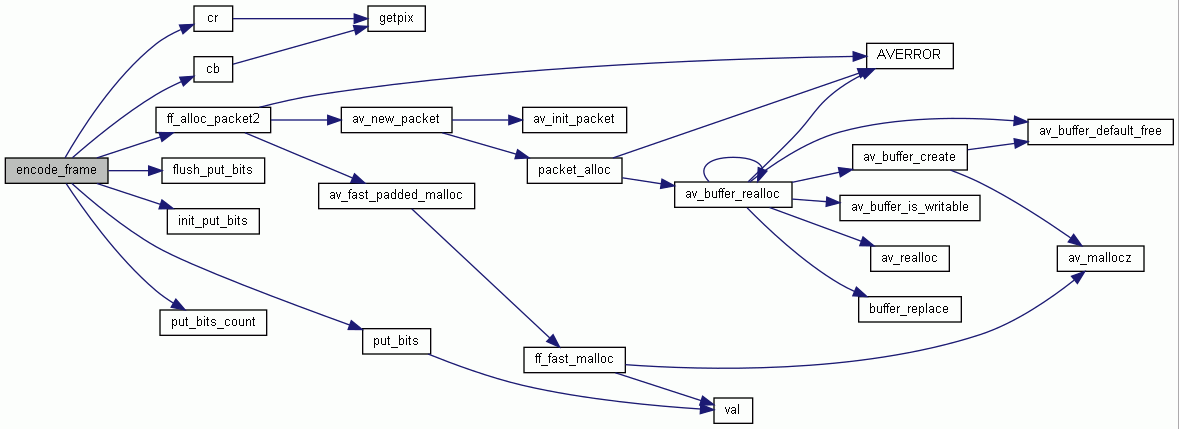 cr
getpix
cb
AVERROR
ff_alloc_packet2
av_new_packet
av_init_packet
av_buffer_default_free
encode_frame
flush_put_bits
packet_alloc
av_buffer_create
av_fast_padded_malloc
av_buffer_realloc
av_buffer_is_writable
init_put_bits
av_realloc
av_mallocz
put_bits_count
buffer_replace
put_bits
ff_fast_malloc
val